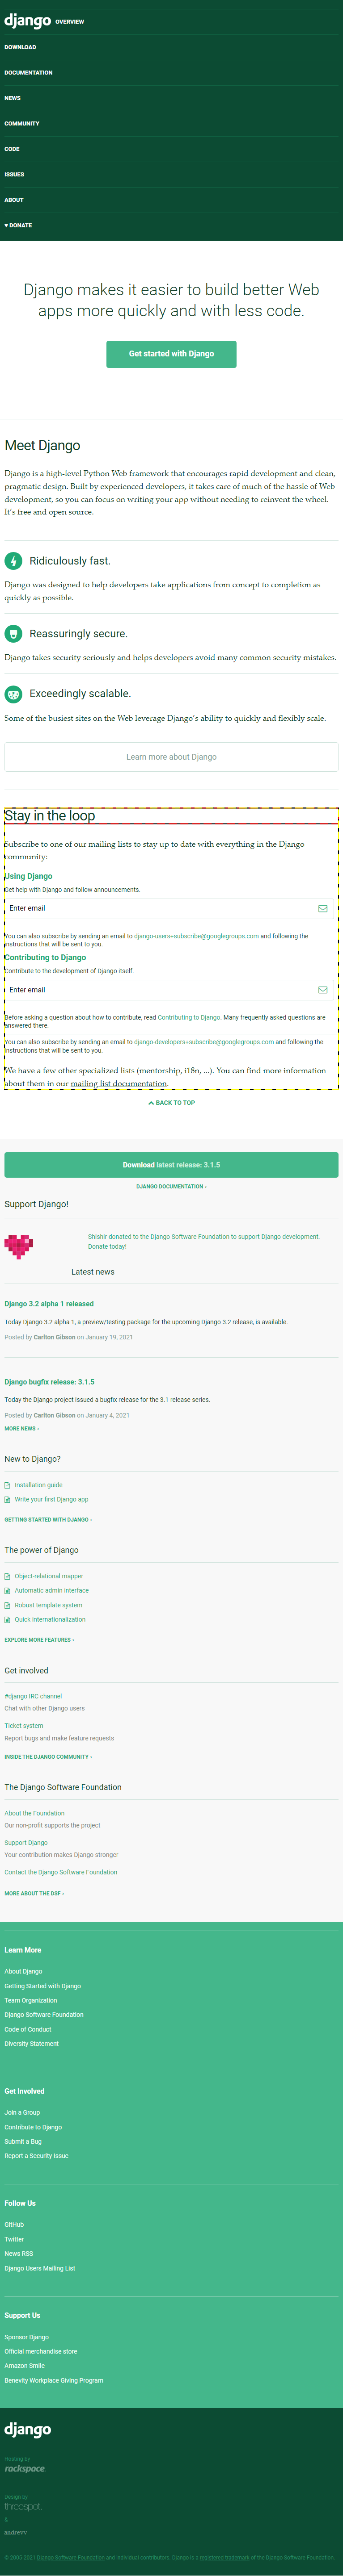 django OVERVIEW
DOWNLOAD
DOCUMENTATION
NEWS
COMMUNITY
CODE
ISSUES
ABOUT
♥ DONATE
Django makes it easier to build better Web
apps more quickly and with less code.
Get started with Django
Meet Django
Django is a high-level Python Web framework that encourages rapid development and clean,
pragmatic design. Built by experienced developers, it takes care of much of the hassle of Web
development, so you can focus on writing your app without needing to reinvent the wheel.
It's free and open source.
Ridiculously fast.
Django was designed to help developers take applications from concept to completion as
quickly as possible.
Reassuringly secure.
Django takes security seriously and helps developers avoid many common security mistakes.
Exceedingly scalable.
Some of the busiest sites on the Web leverage Django's ability to quickly and flexibly scale.
Learn more about Django
Stay in the loop
Subscribe to one of our mailing lists to stay up to date with everything in the Django
community:
Using Django
Get help with Django and follow announcements.
Enter email
You can also subscribe by sending an email to django-users+subscribe@googlegroups.com and following the
instructions that will be sent to you.
Contributing to Django
Contribute to the development of Django itself.
Enter email
Before asking a question about how to contribute, read Contributing to Django. Many frequently asked questions are
answered there.
You can also subscribe by sending an email to django-developers+subscribe@googlegroups.com and following the
instructions that will be sent to you.
We have a few other specialized lists (mentorship, i18n, ...). You can find more information
about them in our mailing list documentation.
BACK TO TOP
Download latest release: 3.1.5
DJANGO DOCUMENTATION ›
Support Django!
Shishir donated to the Django Software Foundation to support Django development.
Donate today!
Latest news
Django 3.2 alpha 1 released
Today Django 3.2 alpha 1, a preview/testing package for the upcoming Django 3.2 release, is available.
Posted by Carlton Gibson on January 19, 2021
Django bugfix release: 3.1.5
Today the Django project issued a bugfix release for the 3.1 release series.
Posted by Carlton Gibson on January 4, 2021
MORE NEWS ›
New to Django?
Installation guide
Write your first Django app
GETTING STARTED WITH DJANGO ›
The power of Django
Object-relational mapper
Automatic admin interface
Robust template system
Quick internationalization
EXPLORE MORE FEATURES ›
Get involved
#django IRC channel
Chat with other Django users
Ticket system
Report bugs and make feature requests
INSIDE THE DJANGO COMMUNITY ›
The Django Software Foundation
About the Foundation
Our non-profit supports the project
Support Django
Your contribution makes Django stronger
Contact the Django Software Foundation
MORE ABOUT THE DSF ›
Learn More
About Django
Getting Started with Django
Team Organization
Django Software Foundation
Code of Conduct
Diversity Statement
Get Involved
Join a Group
Contribute to Django
Submit a Bug
Report a Security Issue
Follow Us
GitHub
Twitter
News RSS
Django Users Mailing List
Support Us
Sponsor Django
Official merchandise store
Amazon Smile
Benevity Workplace Giving Program
django
Hosting by
rackspace.
Design by
threespot.
&
andrevv
© 2005-2021 Django Software Foundation and individual contributors. Django is a registered trademark of the Django Software Foundation.